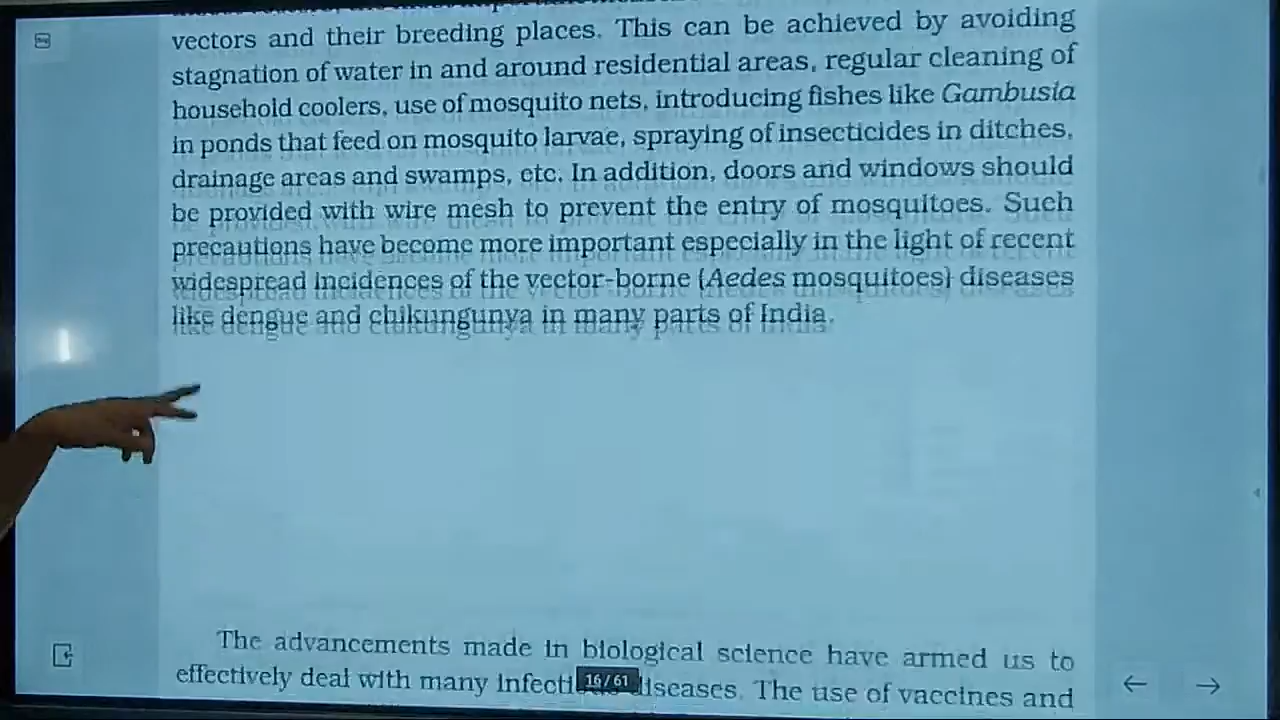 vectors and their breeding places. This can be achieved by avoiding
stagnation of water in and around residential areas, regular cleaning of
household coolers, use of mosquito nets, introducing fishes like Gambusia
in ponds that feed on mosquito larvae, spraying of insecticides in ditches,
drainage areas and swamps, etc. In addition, doors and windows should
be provided with wire mesh to prevent the entry of mosquitoes. Such
precautions have become more important especially in the light of recent
widespread incidences of the vector-borne (Aedes mosquitoes) diseases
like dengue and chikungunya in many parts of India.
The advancements made in biological science have armed us to
effectively deal with many diseases. The use of vaccines and
16/61